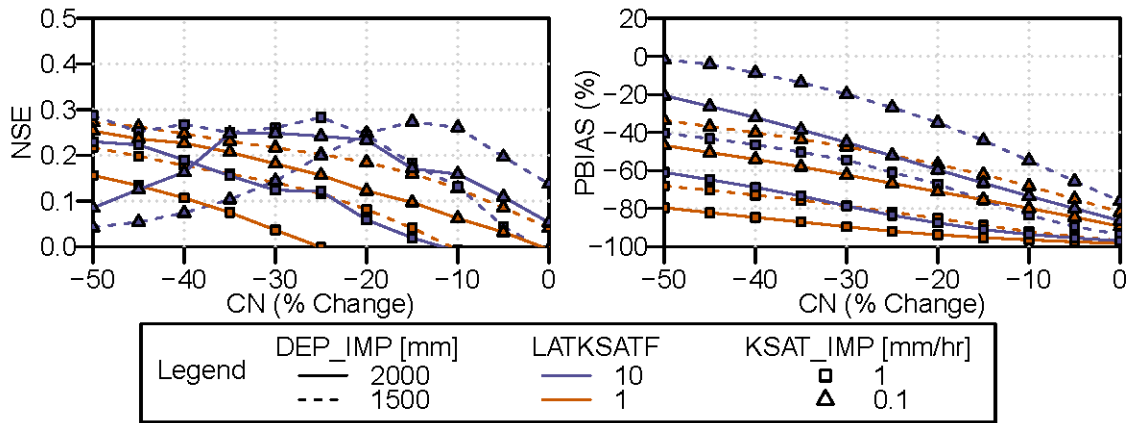 0.5
0.4
0.3
0.2
0.1
0.0
NSE
−50 −40 −30 −20 −10 0
CN (% Change)
20
0
−20
−40
−60
−80
−100
PBIAS (%)
−50 −40 −30 −20 −10 0
CN (% Change)
Legend
DEP_IMP [mm] LATKSATF KSAT_IMP [mm/hr]
2000 10 1
1500 1 0.1